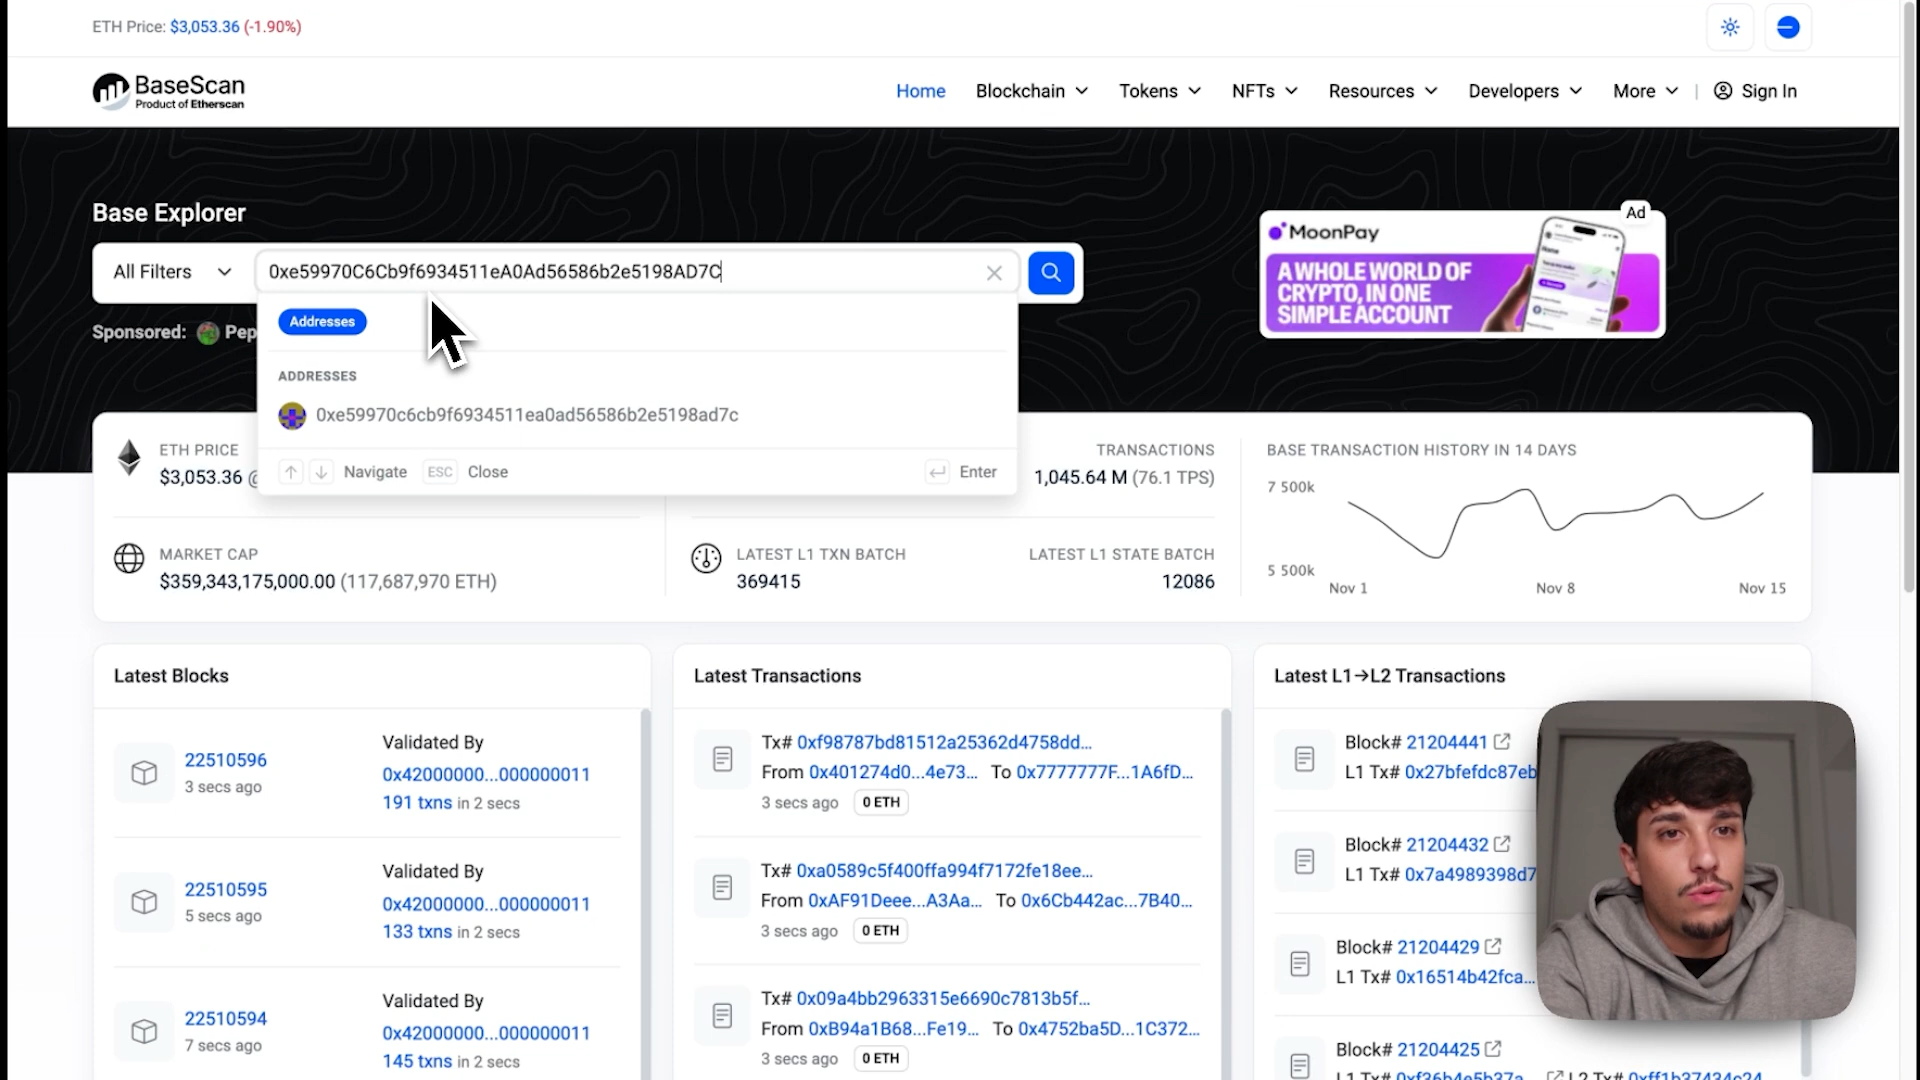 ETH Price: $3,053.36 (-1.90%)
BaseScan
Product of Etherscan
Home
Blockchain
Tokens
NFTs
Resources
Developers
More
|
Sign In
Base Explorer
All Filters
0xe59970C6Cb9f6934511eA0Ad56586b2e5198AD7C
Addresses
ADDRESSES
0xe59970c6cb9f6934511ea0ad56586b2e5198ad7c
Navigate
ESC
Close
Enter
Sponsored:
Pep
Ad
MoonPay
A WHOLE WORLD OF
CRYPTO, IN ONE
SIMPLE ACCOUNT
ETH PRICE
$3,053.36 @
MARKET CAP
$359,343,175,000.00 (117,687,970 ETH)
TRANSACTIONS
1,045.64 M (76.1 TPS)
LATEST L1 TXN BATCH
369415
LATEST L1 STATE BATCH
12086
BASE TRANSACTION HISTORY IN 14 DAYS
7 500k
5 500k
Nov 1
Nov 8
Nov 15
Latest Blocks
22510596
3 secs ago
Validated By
0x42000000...000000011
191 txns in 2 secs
22510595
5 secs ago
Validated By
0x42000000...000000011
133 txns in 2 secs
22510594
7 secs ago
Validated By
0x42000000...000000011
145 txns in 2 secs
Latest Transactions
Tx# 0xf98787bd81512a25362d4758dd...
From 0x401274d0...4e73... To 0x7777777F...1A6fD...
3 secs ago
0 ETH
Tx# 0xa0589c5f400ffa994f7172fe18ee...
From 0xAF91Deee...A3Aa... To 0x6Cb442ac...7B40...
3 secs ago
0 ETH
Tx# 0x09a4bb2963315e6690c7813b5f...
From 0xB94a1B68...Fe19... To 0x4752ba5D...1C372...
3 secs ago
0 ETH
Latest L1→L2 Transactions
Block# 21204441
L1 Tx# 0x27bfefdc87eb
Block# 21204432
L1 Tx# 0x7a4989398d7
Block# 21204429
L1 Tx# 0x16514b42fca...
Block# 21204425
L1 Tx# 0xf36b4e5b37a... L2 Tx# 0xff1b37434c24